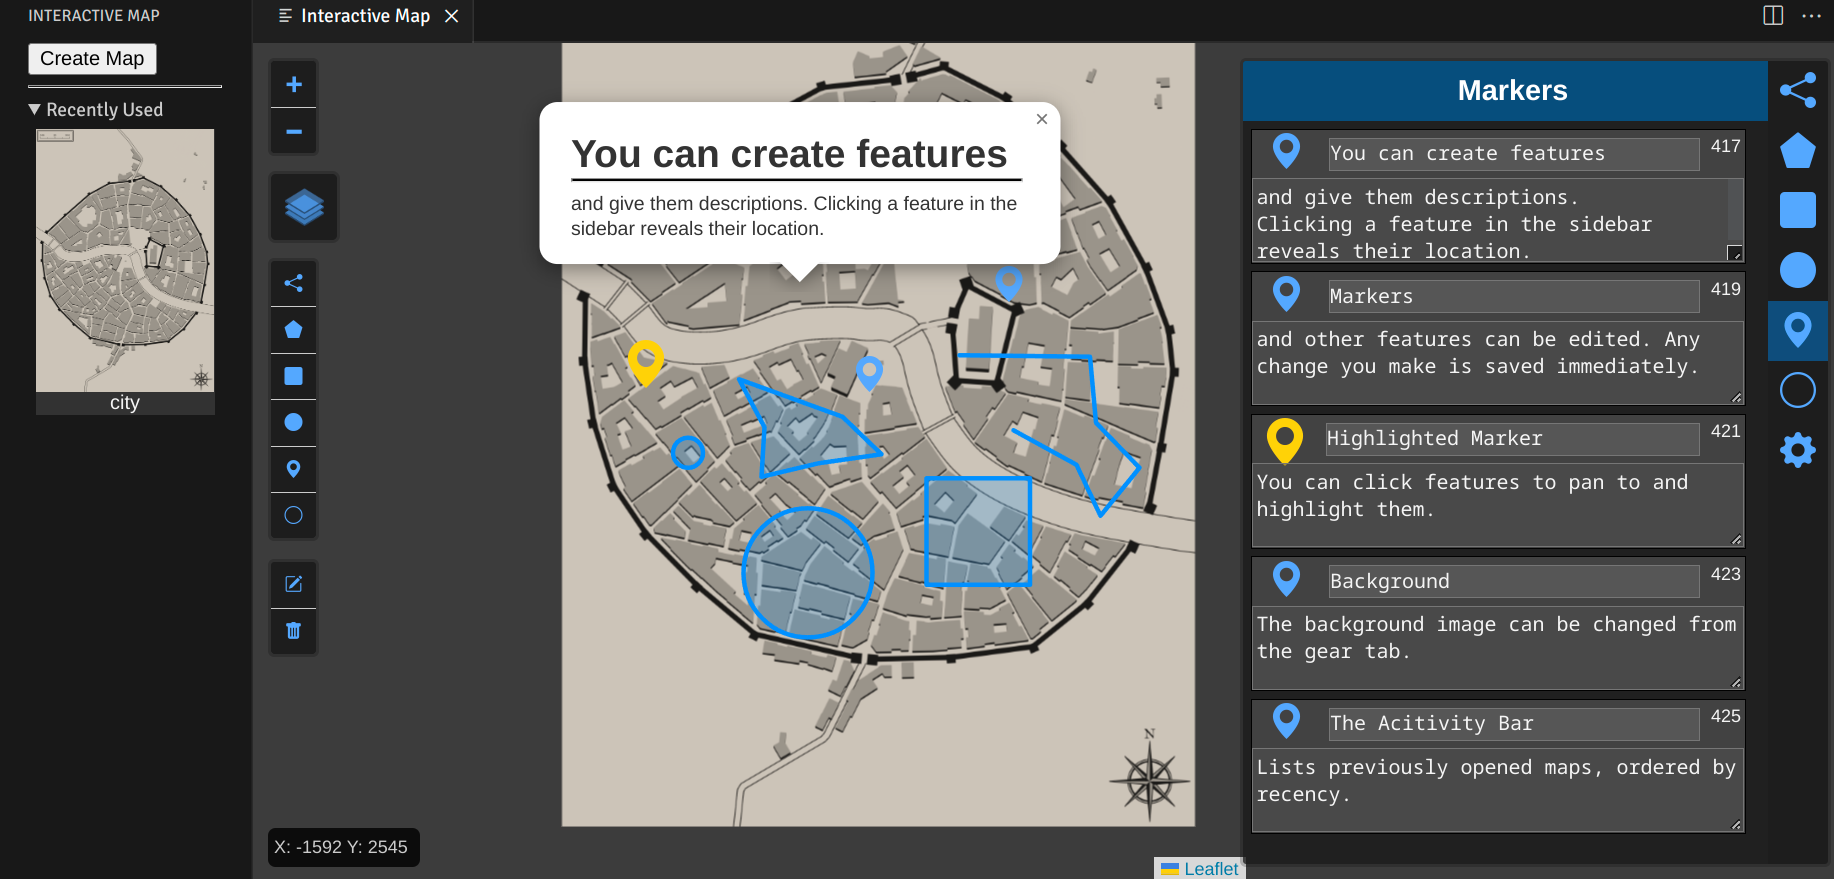 INTERACTIVE MAP
Create Map
Recently Used
city
Interactive Map
You can create features
and give them descriptions. Clicking a feature in the
sidebar reveals their location.
N
X: -1592 Y: 2545
Leaflet
Markers
You can create features
417
and give them descriptions.
Clicking a feature in the sidebar
reveals their location.
Markers
419
and other features can be edited. Any
change you make is saved immediately.
Highlighted Marker
421
You can click features to pan to and
highlight them.
Background
423
The background image can be changed from
the gear tab.
The Acitivity Bar
425
Lists previously opened maps, ordered by
recency.